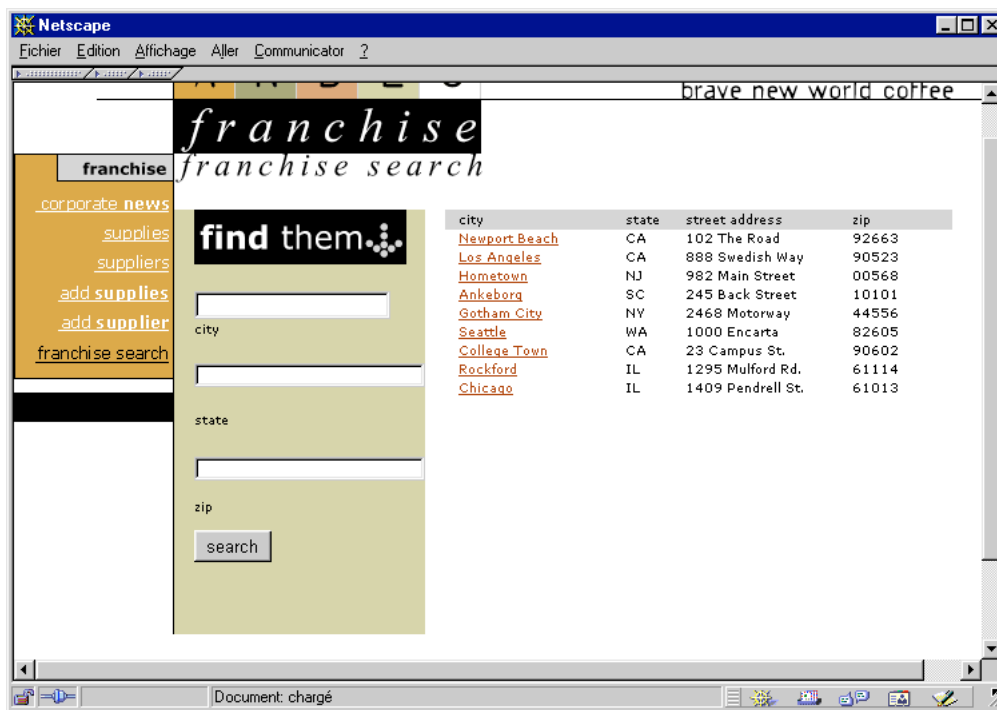 Netscape
Fichier Edition Affichage Aller Communicator ?
A N D E S
brave new world coffee
franchise
franchise search
franchise
corporate news
supplies
suppliers
add supplies
add supplier
franchise search
find them
city
state
zip
search
city state street address zip
Newport Beach CA 102 The Road 92663
Los Angeles CA 888 Swedish Way 90523
Hometown NJ 982 Main Street 00568
Ankeborg SC 245 Back Street 10101
Gotham City NY 2468 Motorway 44556
Seattle WA 1000 Encarta 82605
College Town CA 23 Campus St. 90602
Rockford IL 1295 Mulford Rd. 61114
Chicago IL 1409 Pendrell St. 61013
Document: chargé